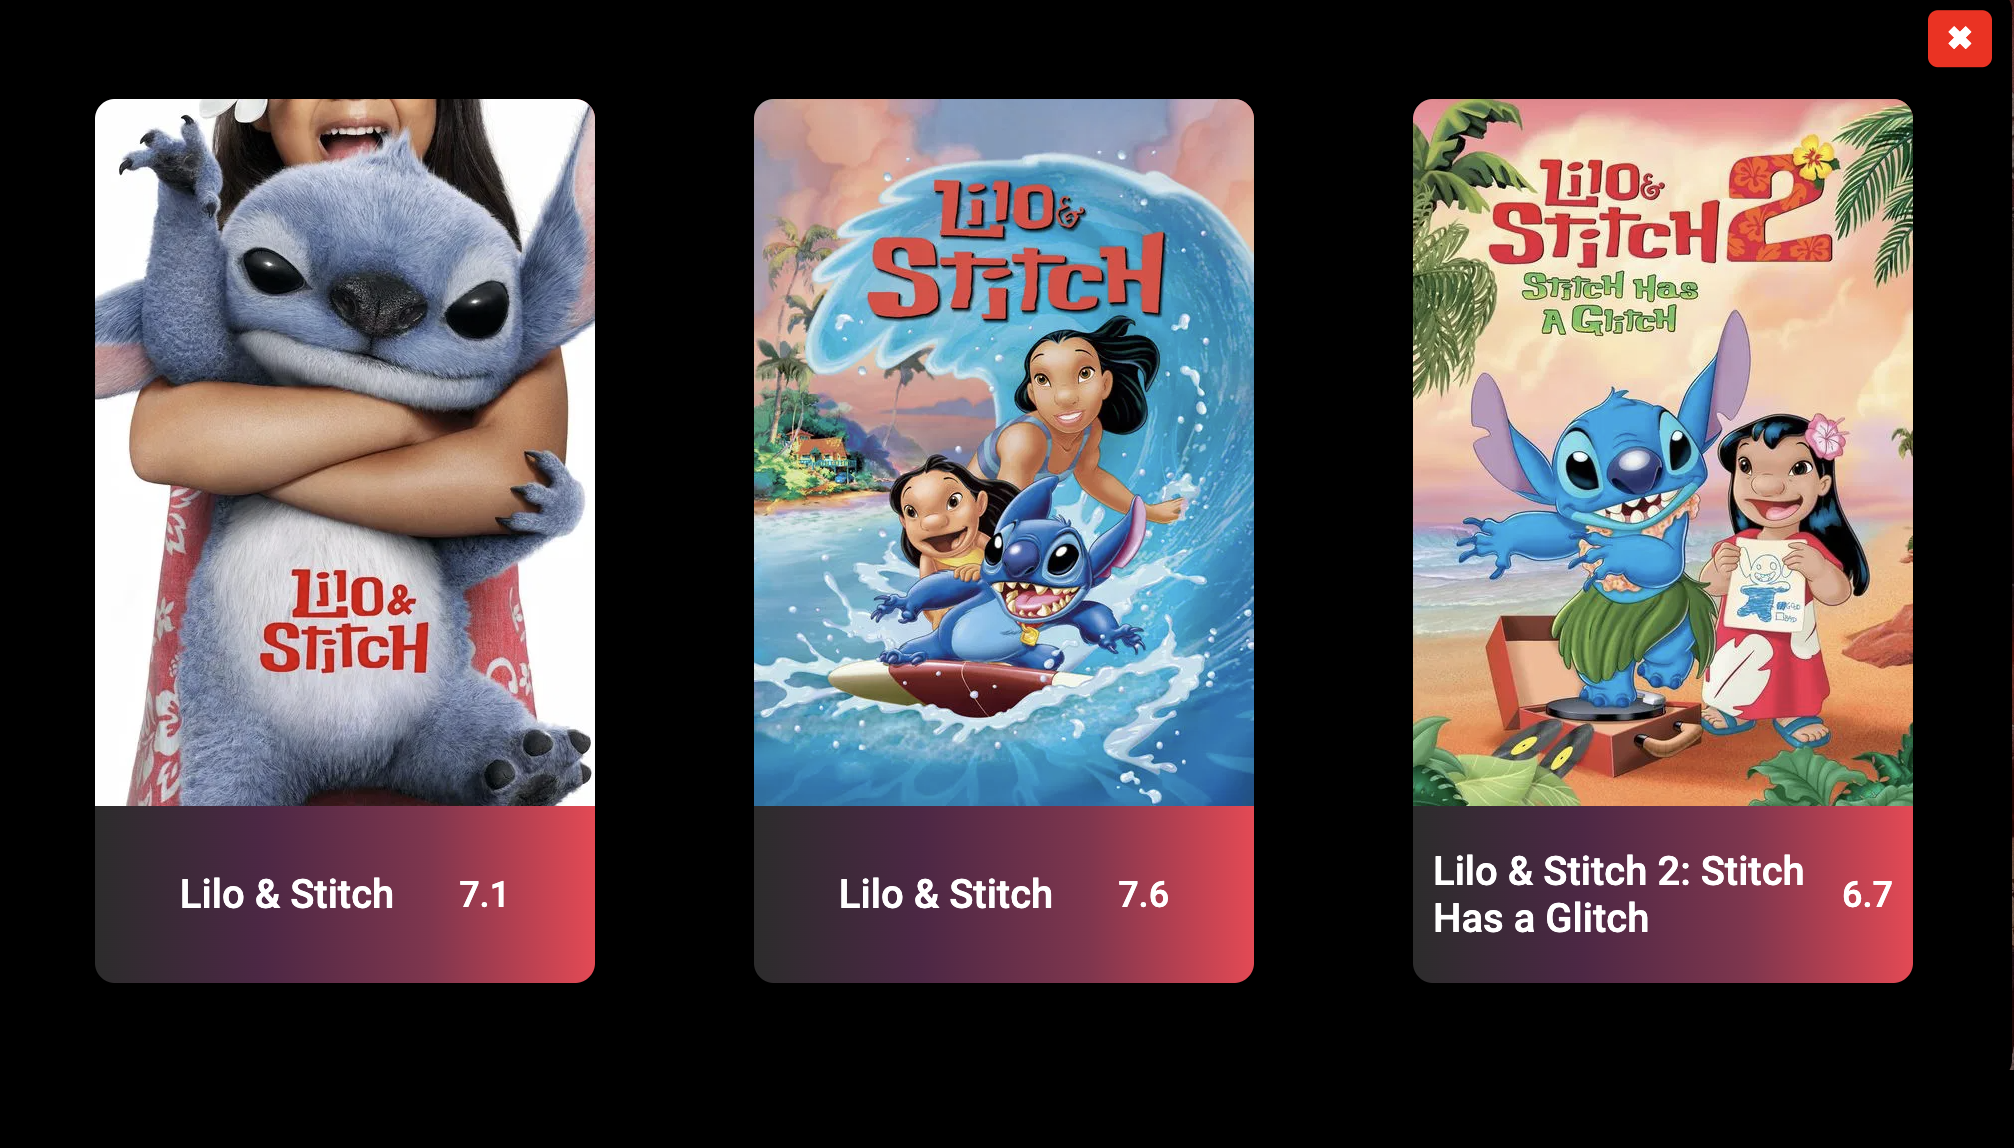 ✖
Lilo &
Stitch
Lilo &
Stitch
Lilo &
Stitch 2
Stitch Has
A Glitch
Lilo & Stitch 7.1
Lilo & Stitch 7.6
Lilo & Stitch 2: Stitch
Has a Glitch
6.7